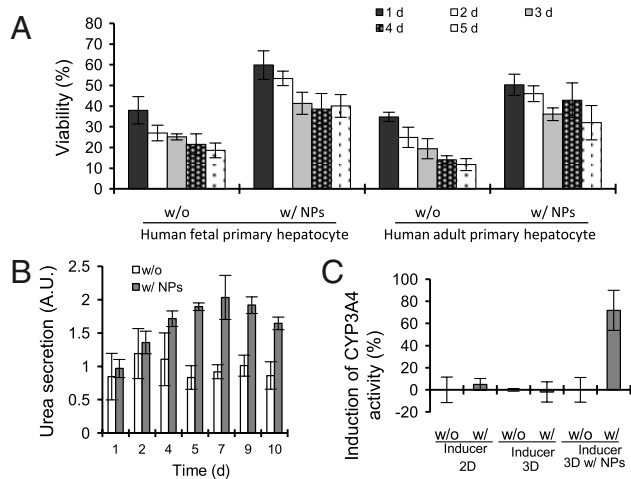 A
1 d 2 d 3 d
4 d 5 d
Viability (%)
80
70
60
50
40
30
20
10
0
w/o w/ NPs w/o w/ NPs
Human fetal primary hepatocyte Human adult primary hepatocyte
B
Urea secretion (A.U.)
2.5
2
1.5
1
0.5
0
w/o
w/ NPs
1 2 4 5 7 9 10
Time (d)
C
Induction of CYP3A4
activity (%)
100
80
60
40
20
0
-20
w/o w/ w/o w/ w/o w/
Inducer Inducer Inducer
2D 3D 3D w/ NPs